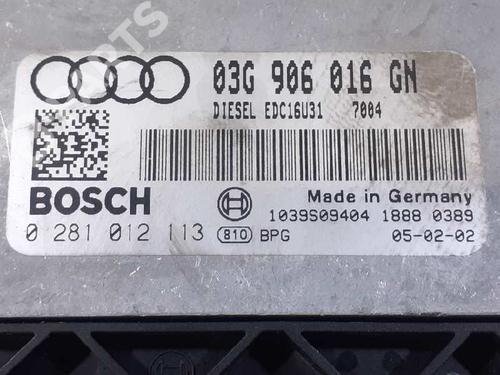 PARTS
03G 906 016 GN
DIESEL EDC16U31 7004
BOSCH
Made in Germany
1039S09404 1888 0389
0 281 012 113 810 BPG 05-02-02